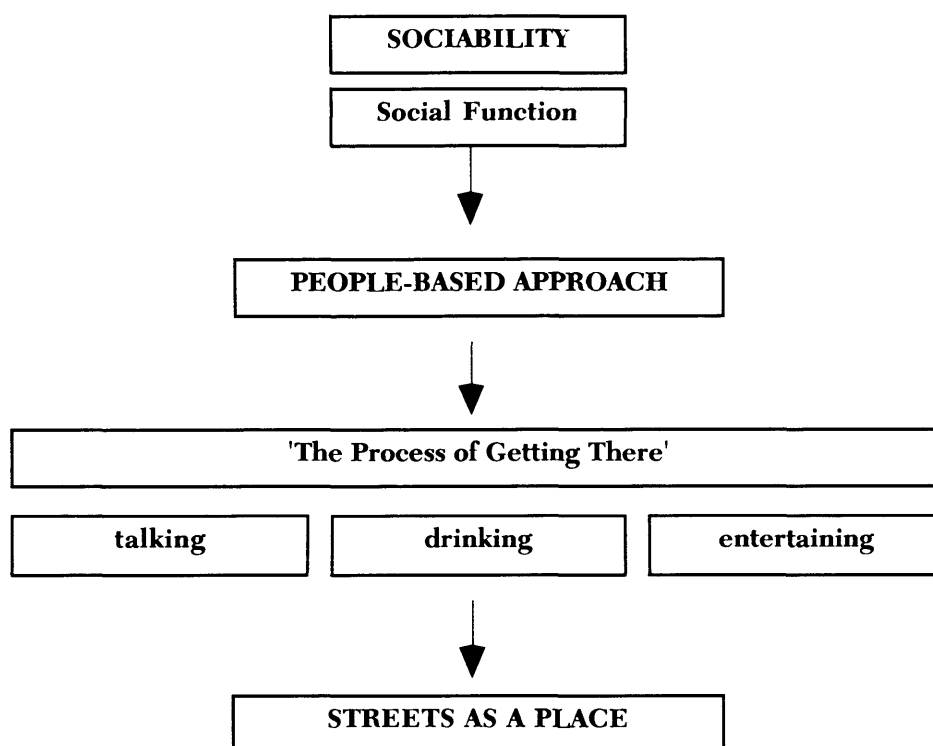 SOCIABILITY
Social Function
PEOPLE-BASED APPROACH
'The Process of Getting There'
talking drinking entertaining
STREETS AS A PLACE